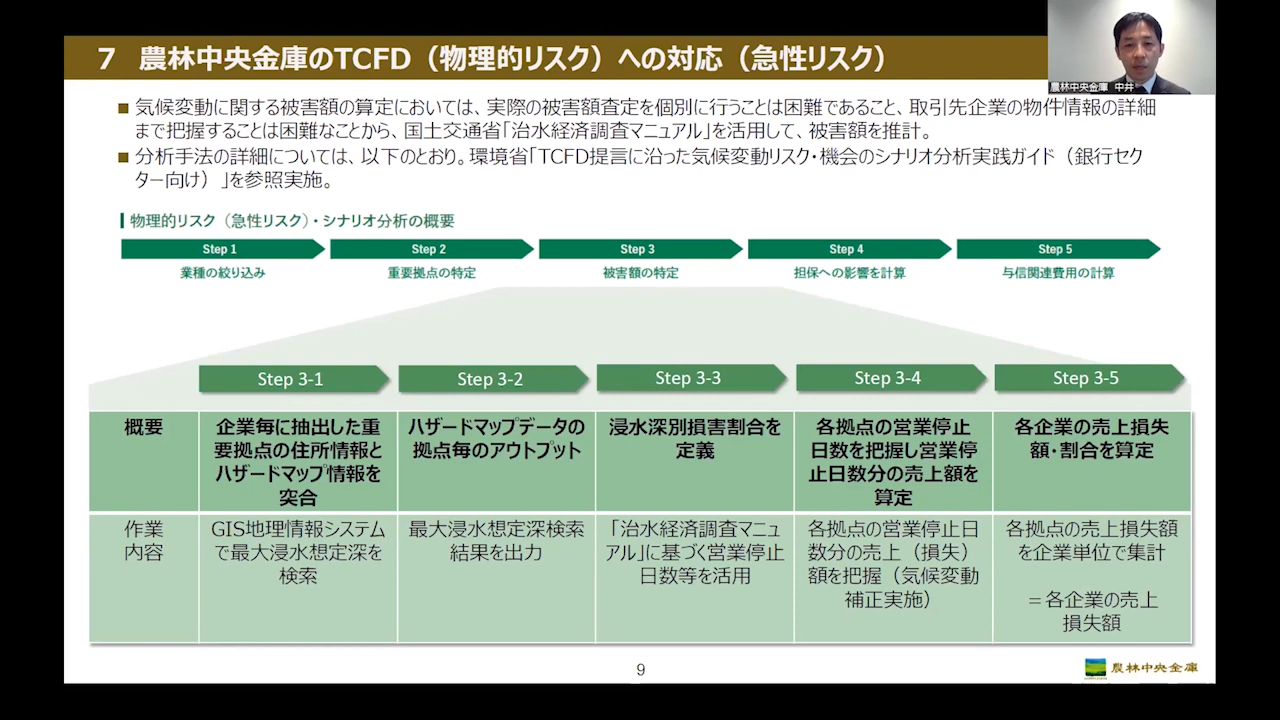 7 農林中央金庫のTCFD（物理的リスク）への対応（急性リスク）
農林中央金庫 中井
■ 気候変動に関する被害額の算定においては、実際の被害額査定を個別に行うことは困難であること、取引先企業の物件情報の詳細
まで把握することは困難なことから、国土交通省「治水経済調査マニュアル」を活用して、被害額を推計。
■ 分析手法の詳細については、以下のとおり。環境省「TCFD提言に沿った気候変動リスク・機会のシナリオ分析実践ガイド（銀行セク
ター向け）」を参照実施。
物理的リスク（急性リスク）・シナリオ分析の概要
Step 1
Step 2
Step 3
Step 4
Step 5
業種の絞り込み
重要拠点の特定
被害額の特定
担保への影響を計算
与信関連費用の計算
Step 3-1
Step 3-2
Step 3-3
Step 3-4
Step 3-5
概要
企業毎に抽出した重
要拠点の住所情報と
ハザードマップ情報を
突合
ハザードマップデータの
拠点毎のアウトプット
浸水深別損害割合を
定義
各拠点の営業停止
日数を把握し営業停
止日数分の売上額を
算定
各企業の売上損失
額・割合を算定
作業
内容
GIS地理情報システム
で最大浸水想定深を
検索
最大浸水想定深検索
結果を出力
「治水経済調査マニュ
アル」に基づく営業停止
日数等を活用
各拠点の営業停止日
数分の売上（損失）
額を把握（気候変動
補正実施）
各拠点の売上損失額
を企業単位で集計
＝各企業の売上
損失額
9
農林中央金庫